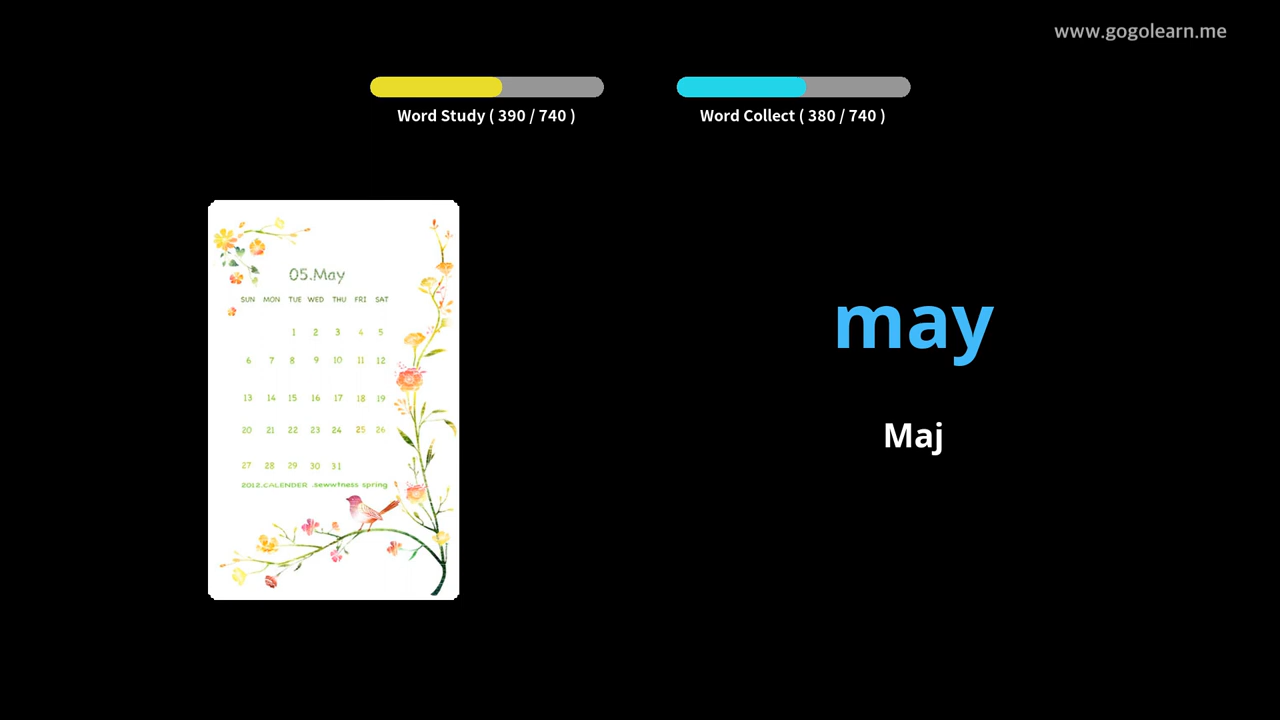 www.gogolearn.me
Word Study ( 390 / 740 )
Word Collect ( 380 / 740 )
05.May
SUN MON TUE WED THU FRI SAT
1 2 3 4 5
6 7 8 9 10 11 12
13 14 15 16 17 18 19
20 21 22 23 24 25 26
27 28 29 30 31
2012.CALENDER .sewwtness spring
may
Maj